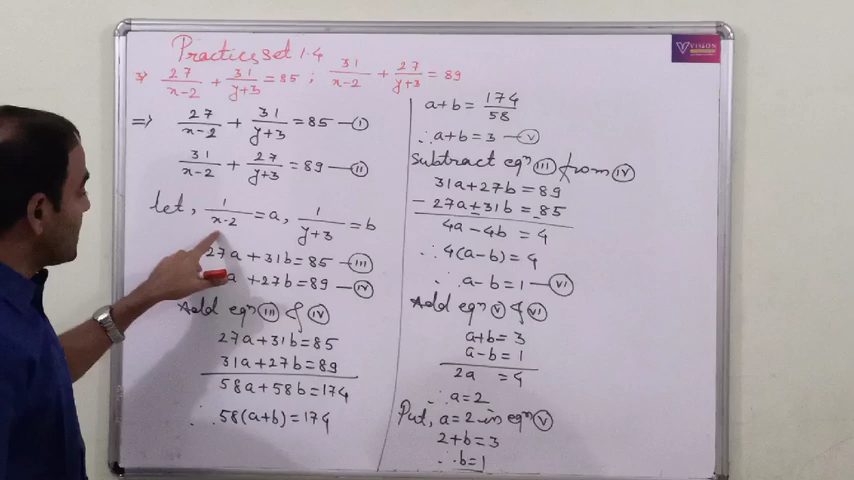 Practice set 1.4
3) 27/(x-2) + 31/(y+3) = 85 ; 31/(x-2) + 27/(y+3) = 89
⇒ 27/(x-2) + 31/(y+3) = 85 — (I)
31/(x-2) + 27/(y+3) = 89 — (II)
let, 1/(x-2) = a, 1/(y+3) = b
27a + 31b = 85 — (III)
a + 27b = 89 — (IV)
Add eqn (III) & (IV)
27a + 31b = 85
31a + 27b = 89
58a + 58b = 174
∴ 58(a+b) = 174
a + b = 174/58
∴ a + b = 3 — (V)
Subtract eqn (III) from (IV)
31a + 27b = 89
- 27a ± 31b = 85
4a - 4b = 4
∴ 4(a-b) = 4
∴ a - b = 1 — (VI)
Add eqn (V) & (VI)
a + b = 3
a - b = 1
2a = 4
∴ a = 2
Put, a = 2 in eqn (V)
2 + b = 3
∴ b = 1
VISION